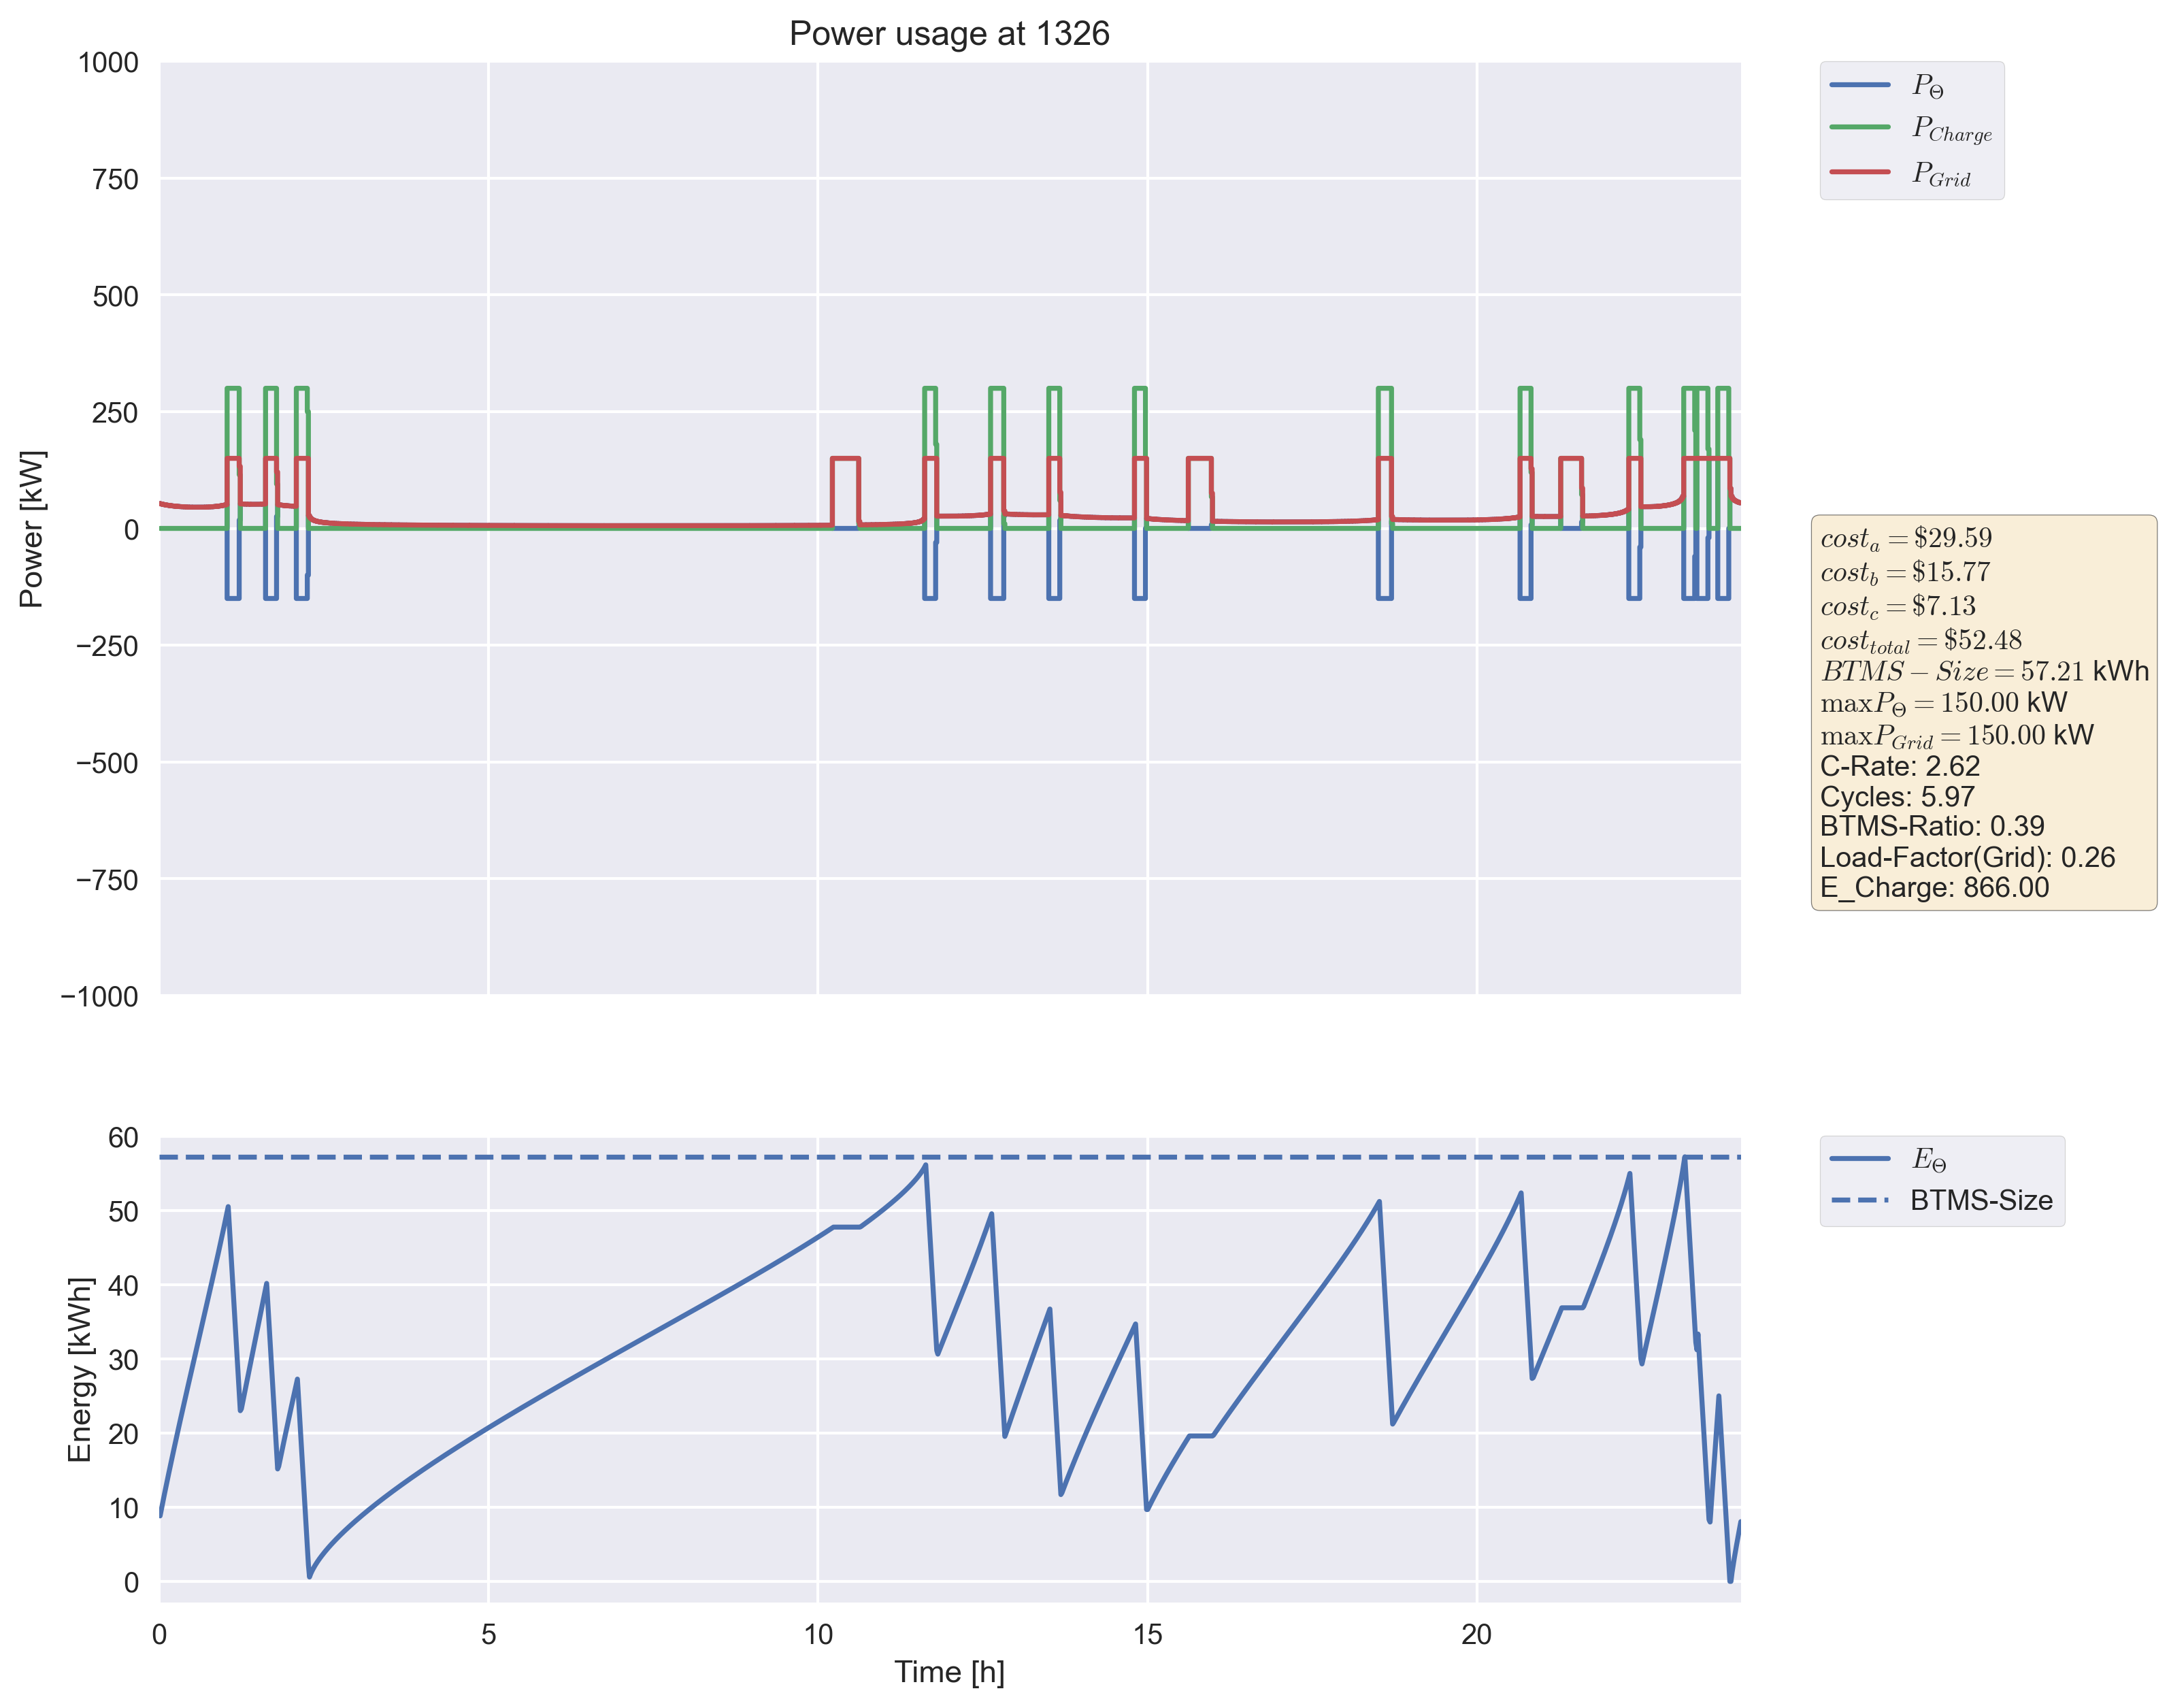 Power usage at 1326
1000
750
500
250
0
−250
−500
−750
−1000
Power [kW]
P_Θ
P_Charge
P_Grid
cost_a = $29.59
cost_b = $15.77
cost_c = $7.13
cost_total = $52.48
BTMS − Size = 57.21 kWh
maxP_Θ = 150.00 kW
maxP_Grid = 150.00 kW
C-Rate: 2.62
Cycles: 5.97
BTMS-Ratio: 0.39
Load-Factor(Grid): 0.26
E_Charge: 866.00
60
50
40
30
20
10
0
Energy [kWh]
E_Θ
BTMS-Size
0 5 10 15 20
Time [h]